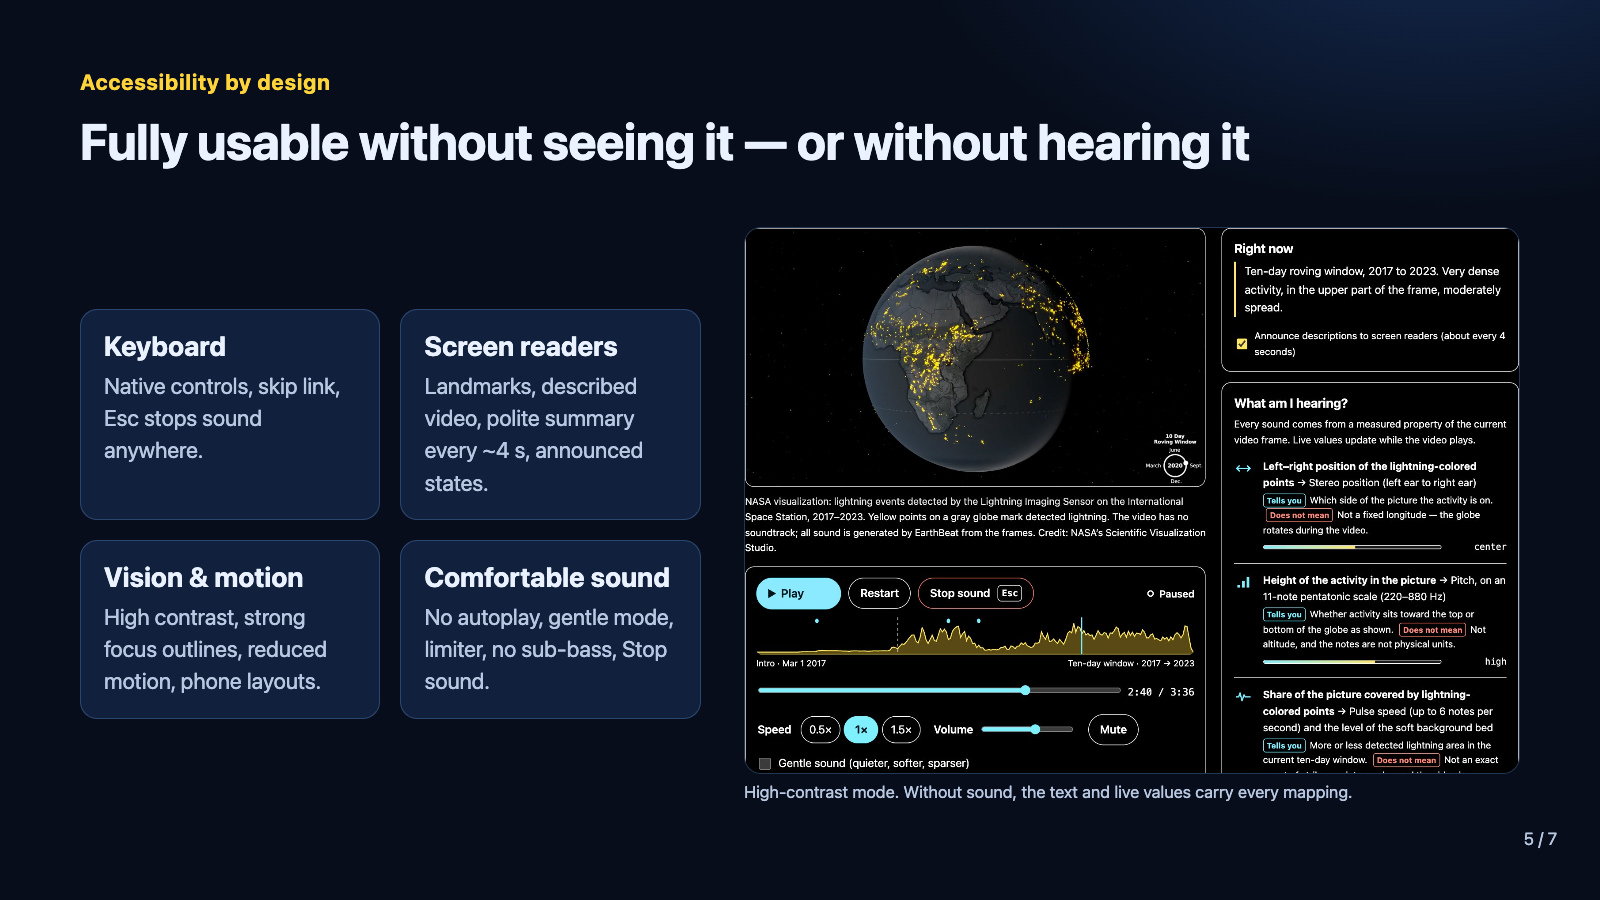 Accessibility by design
Fully usable without seeing it — or without hearing it
Keyboard
Native controls, skip link,
Esc stops sound
anywhere.
Screen readers
Landmarks, described
video, polite summary
every ~4 s, announced
states.
Vision & motion
High contrast, strong
focus outlines, reduced
motion, phone layouts.
Comfortable sound
No autoplay, gentle mode,
limiter, no sub-bass, Stop
sound.
10 Day
Roving Window
June
March 2020 Sept
Dec.
NASA visualization: lightning events detected by the Lightning Imaging Sensor on the International
Space Station, 2017–2023. Yellow points on a gray globe mark detected lightning. The video has no
soundtrack; all sound is generated by EarthBeat from the frames. Credit: NASA's Scientific Visualization
Studio.
Play Restart Stop sound Esc Paused
Intro · Mar 1 2017 Ten-day window · 2017 → 2023
2:40 / 3:36
Speed 0.5× 1× 1.5× Volume Mute
Gentle sound (quieter, softer, sparser)
Right now
Ten-day roving window, 2017 to 2023. Very dense
activity, in the upper part of the frame, moderately
spread.
Announce descriptions to screen readers (about every 4
seconds)
What am I hearing?
Every sound comes from a measured property of the current
video frame. Live values update while the video plays.
Left–right position of the lightning-colored
points → Stereo position (left ear to right ear)
Tells you Which side of the picture the activity is on.
Does not mean Not a fixed longitude — the globe
rotates during the video.
center
Height of the activity in the picture → Pitch, on an
11-note pentatonic scale (220–880 Hz)
Tells you Whether activity sits toward the top or
bottom of the globe as shown. Does not mean Not
altitude, and the notes are not physical units.
high
Share of the picture covered by lightning-
colored points → Pulse speed (up to 6 notes per
second) and the level of the soft background bed
Tells you More or less detected lightning area in the
current ten-day window. Does not mean Not an exact
High-contrast mode. Without sound, the text and live values carry every mapping.
5 / 7